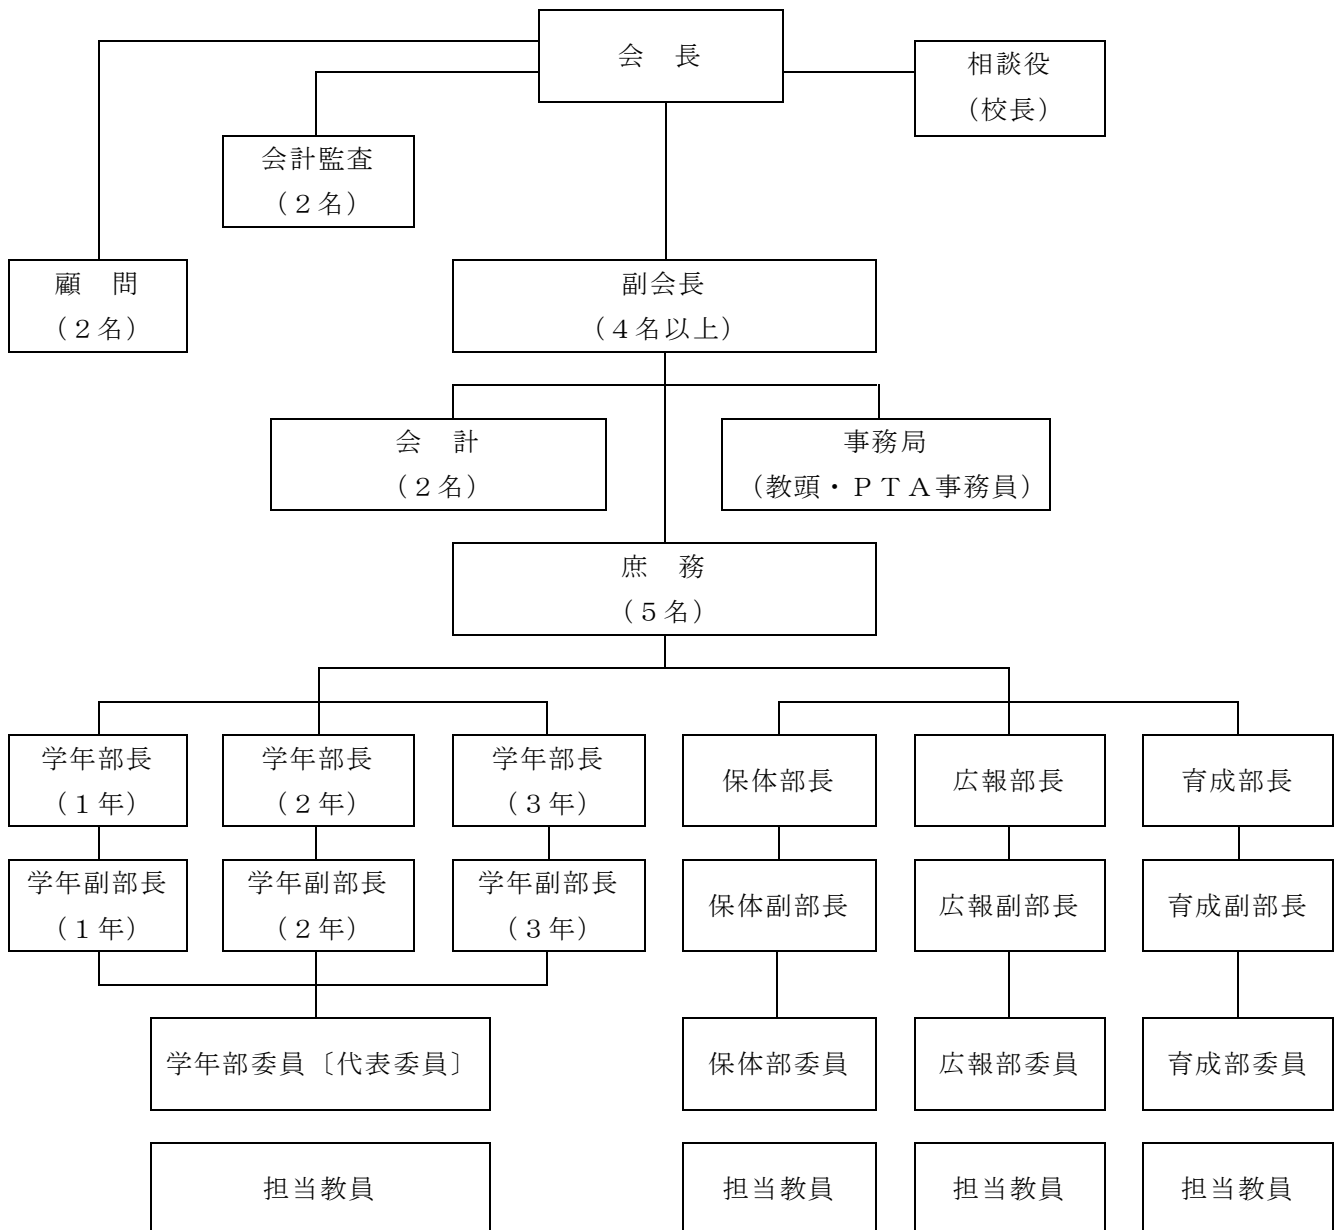 会　長
相談役
（校長）
会計監査
（２名）
顧　問
（２名）
副会長
（４名以上）
会　計
（２名）
事務局
（教頭・ＰＴＡ事務員）
庶　務
（５名）
学年部長
（１年）
学年部長
（２年）
学年部長
（３年）
保体部長
広報部長
育成部長
学年副部長
（１年）
学年副部長
（２年）
学年副部長
（３年）
保体副部長
広報副部長
育成副部長
学年部委員〔代表委員〕
保体部委員
広報部委員
育成部委員
担当教員
担当教員
担当教員
担当教員